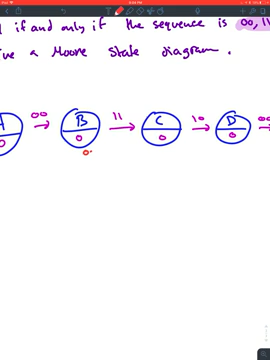 if and only if the sequence is 00, 11
a Moore State diagram.
00 11 10 00
B C D
0 0 0 0
0